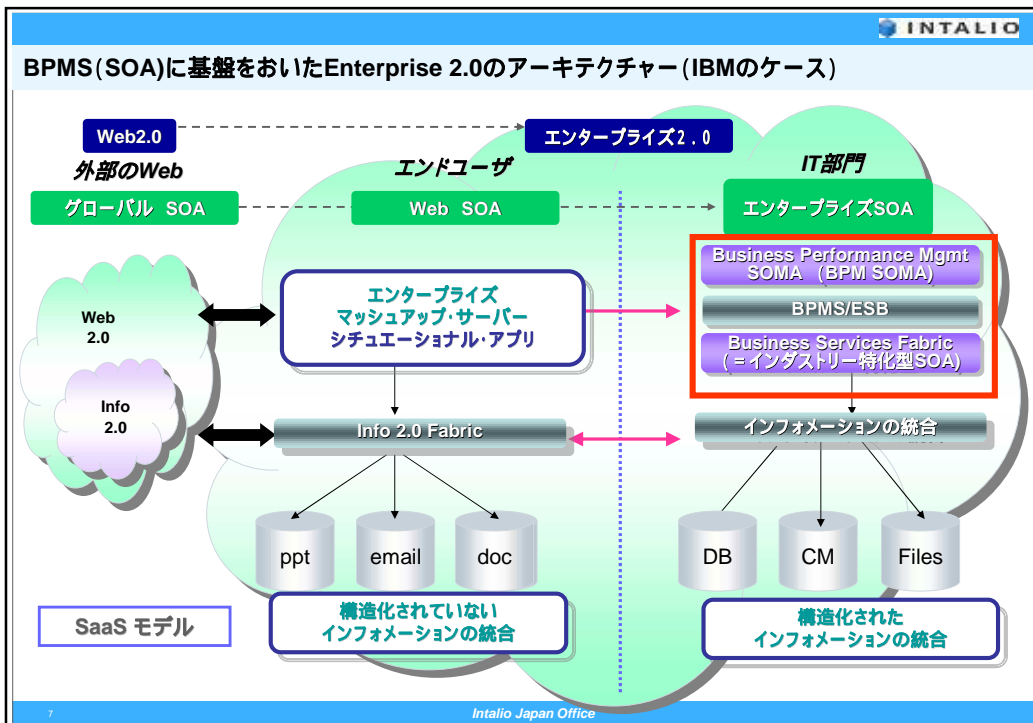 INTALIO
BPMS(SOA)に基盤をおいたEnterprise 2.0のアーキテクチャー(IBMのケース)
Web2.0
エンタープライズ2.0
外部のWeb
エンドユーザ
IT部門
グローバル SOA
Web SOA
エンタープライズSOA
Business Performance Mgmt
SOMA (BPM SOMA)
BPMS/ESB
Business Services Fabric
(=インダストリー特化型SOA)
エンタープライズ
マッシュアップ・サーバー
シチュエーショナル・アプリ
Web
2.0
Info
2.0
Info 2.0 Fabric
インフォメーションの統合
ppt
email
doc
DB
CM
Files
構造化されていない
インフォメーションの統合
構造化された
インフォメーションの統合
SaaS モデル
7
Intalio Japan Office